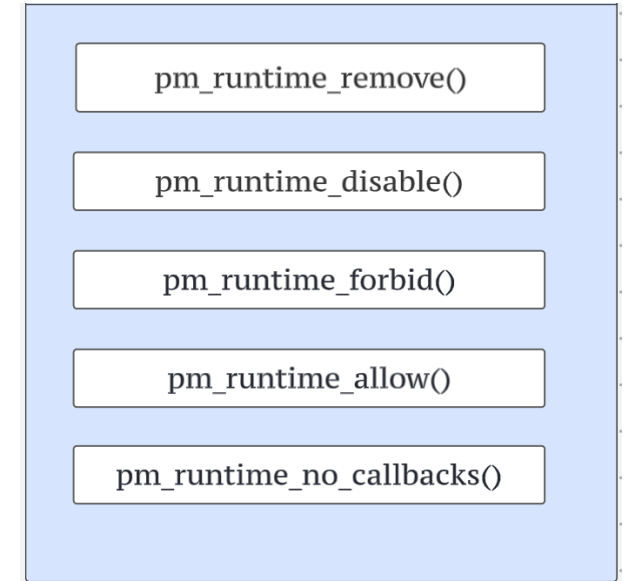 pm_runtime_remove()
pm_runtime_disable()
pm_runtime_forbid()
pm_runtime_allow()
pm_runtime_no_callbacks()